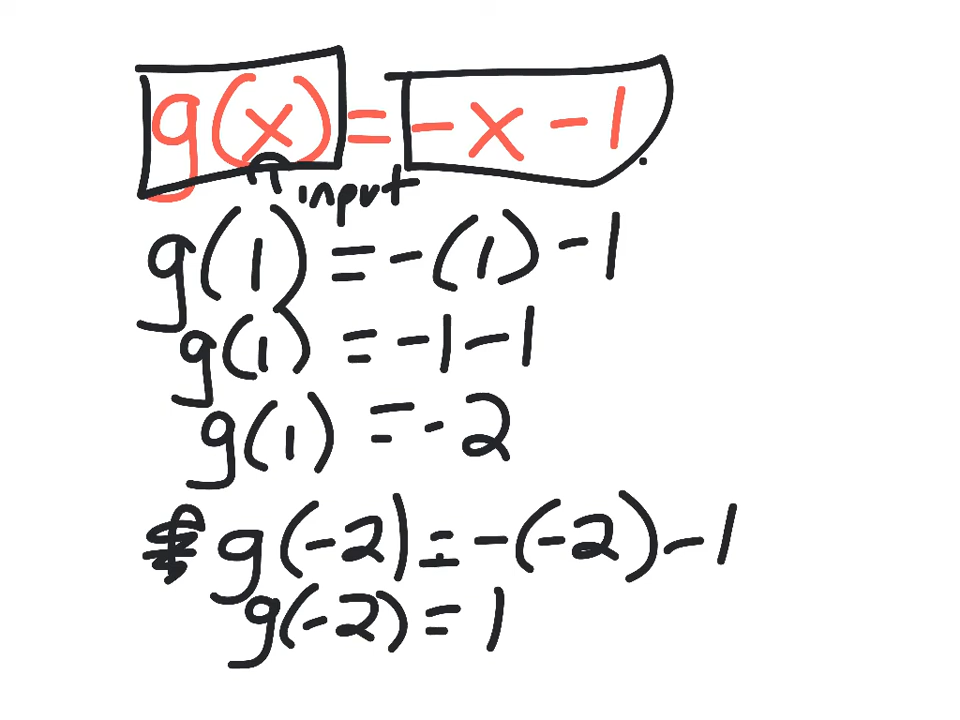 g(x) = -x - 1
input
g(1) = -(1) - 1
g(1) = -1 - 1
g(1) = -2
g(-2) = -(-2) - 1
g(-2) = 1